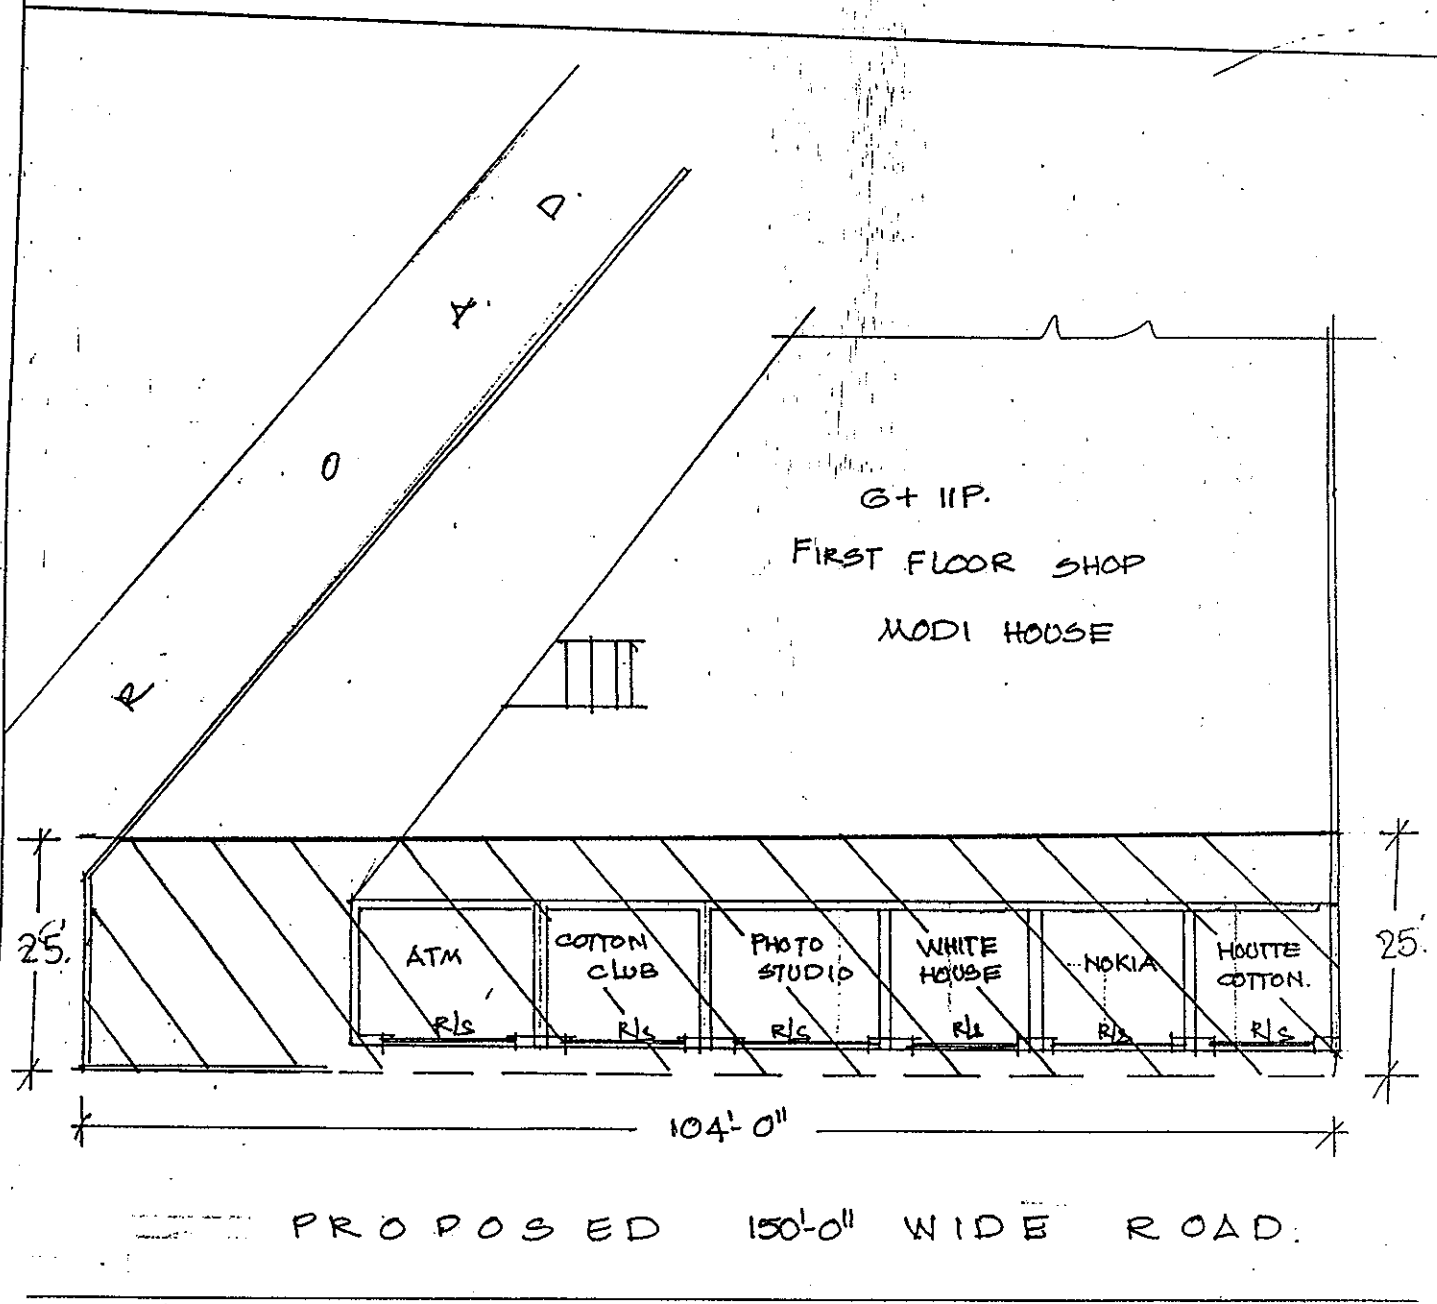 R O A. D.
G+ 11P.
FIRST FLOOR SHOP
MODI HOUSE
25'.
25'.
ATM
COTTON
CLUB
PHOTO
STUDIO
WHITE
HOUSE
NOKIA
HOUTTE
COTTON.
R/S
R/S
R/S
R/S
R/S
R/S
104'-0"
PROPOSED 150'-0" WIDE ROAD.